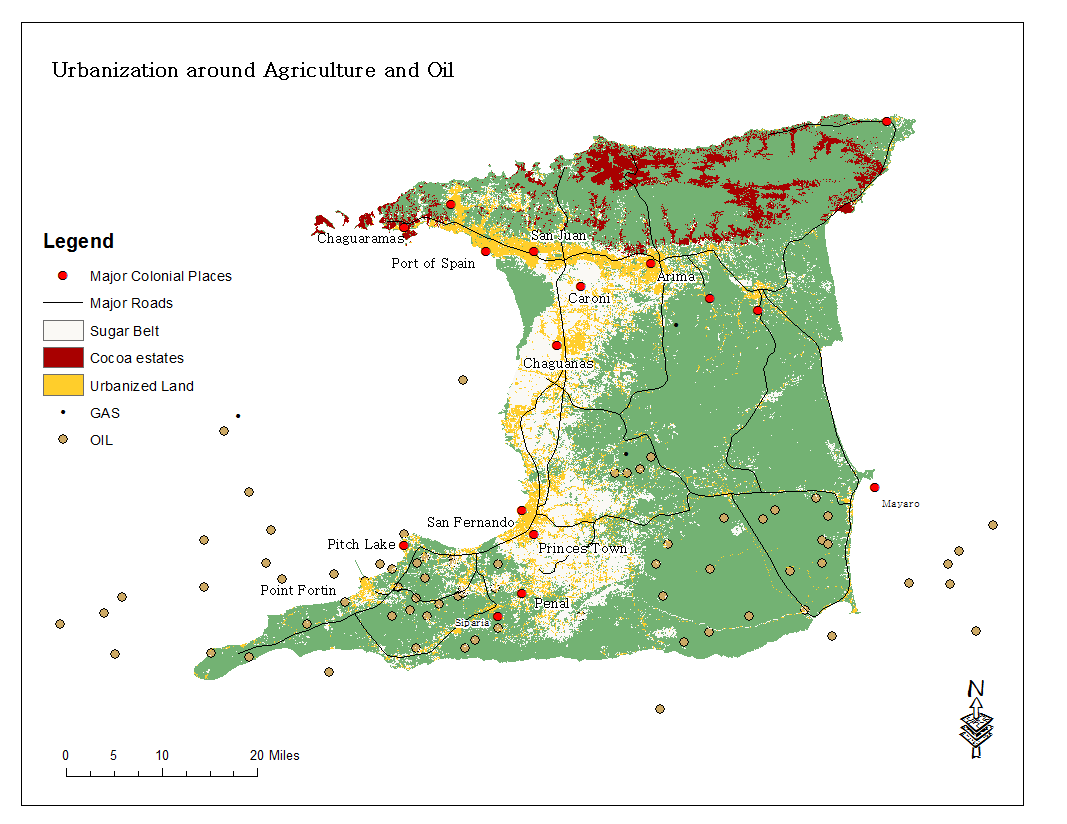 Urbanization around Agriculture and Oil
Legend
Major Colonial Places
Major Roads
Sugar Belt
Cocoa estates
Urbanized Land
GAS
OIL
Chaguaramas
San Juan
Port of Spain
Arima
Caroni
Chaguanas
Mayaro
San Fernando
Pitch Lake
Princes Town
Point Fortin
Penal
Siparia
N
0 5 10 20 Miles